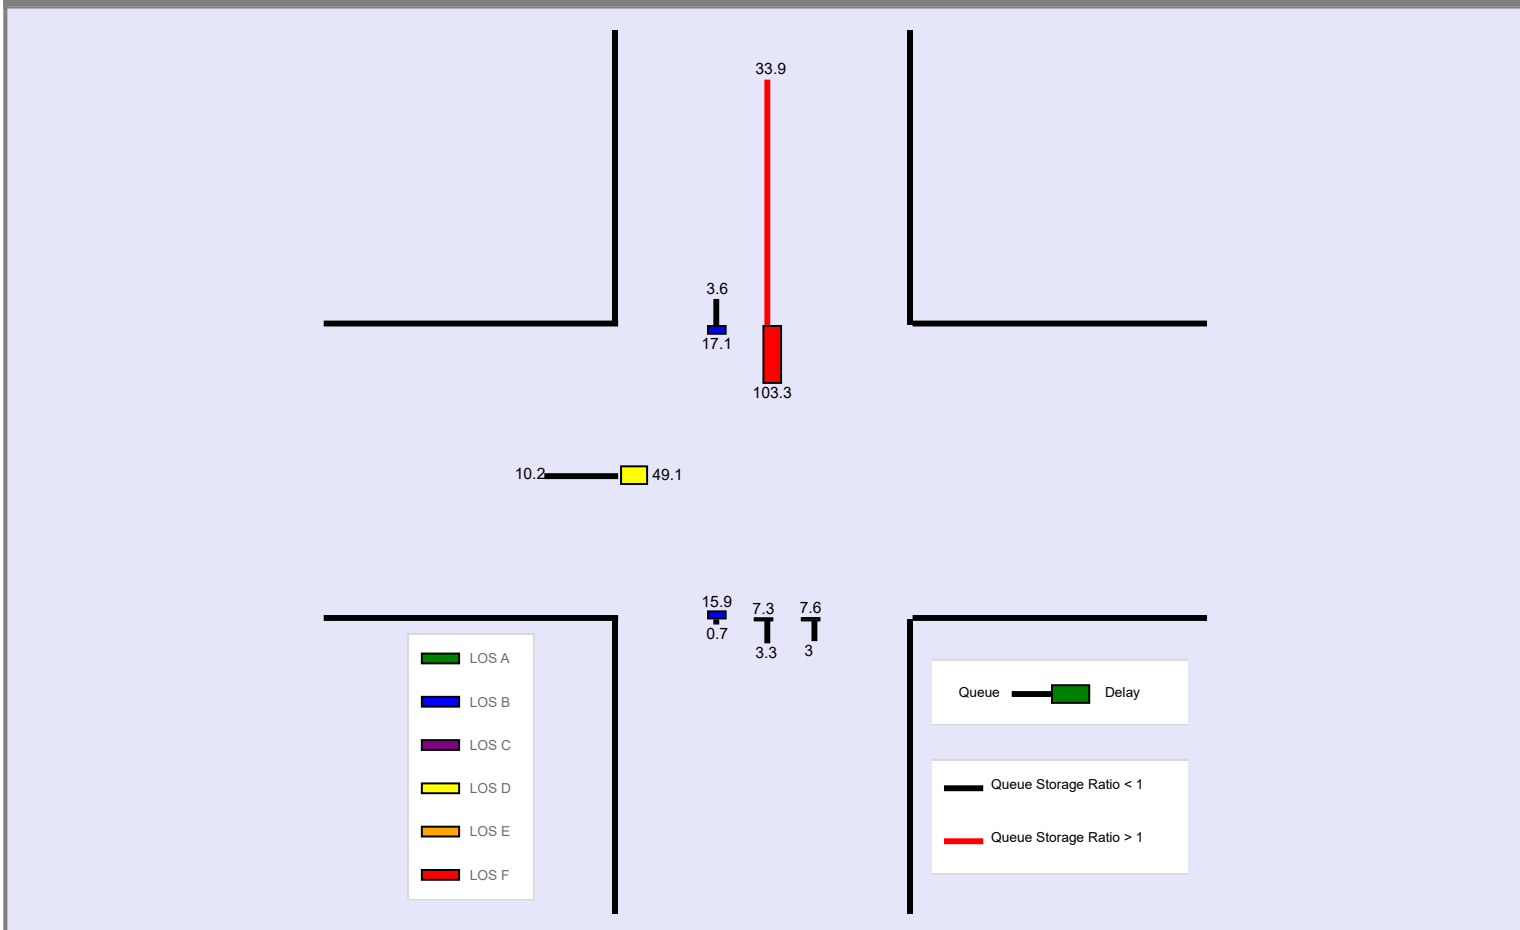 33.9
3.6
17.1
103.3
10.2
49.1
15.9
7.3
7.6
0.7
3.3
3
LOS A
LOS B
LOS C
LOS D
LOS E
LOS F
Queue
Delay
Queue Storage Ratio < 1
Queue Storage Ratio > 1